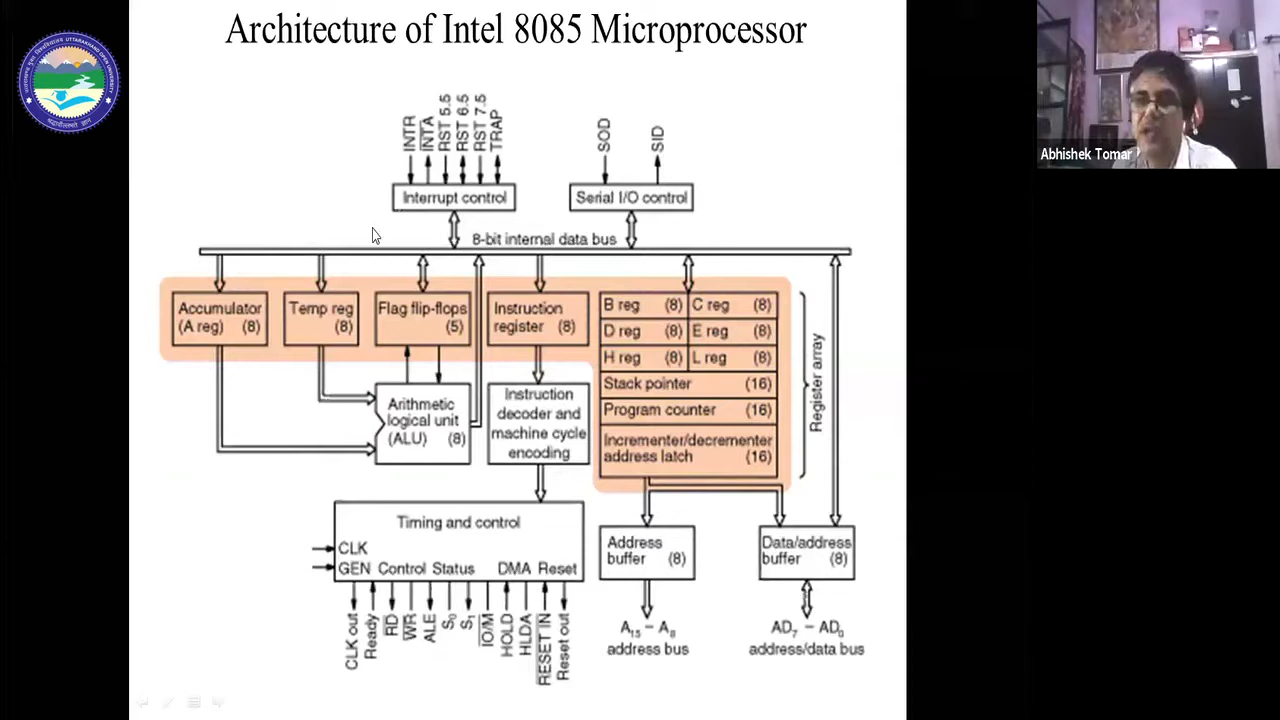 Architecture of Intel 8085 Microprocessor
UTTARAKHAND OPEN UNIVERSITY
Abhishek Tomar
INTR
INTA
RST 5.5
RST 6.5
RST 7.5
TRAP
SOD
SID
Interrupt control
Serial I/O control
8-bit internal data bus
Accumulator
(A reg) (8)
Temp reg
(8)
Flag flip-flops
(5)
Instruction
register (8)
B reg (8) C reg (8)
D reg (8) E reg (8)
H reg (8) L reg (8)
Stack pointer (16)
Program counter (16)
Incrementer/decrementer
address latch (16)
Register array
Arithmetic
logical unit
(ALU) (8)
Instruction
decoder and
machine cycle
encoding
Timing and control
CLK
GEN Control Status DMA Reset
CLK out
Ready
RD
WR
ALE
S0
S1
IO/M
HOLD
HLDA
RESET IN
Reset out
Address
buffer (8)
Data/address
buffer (8)
A15 – A8
address bus
AD7 – AD0
address/data bus